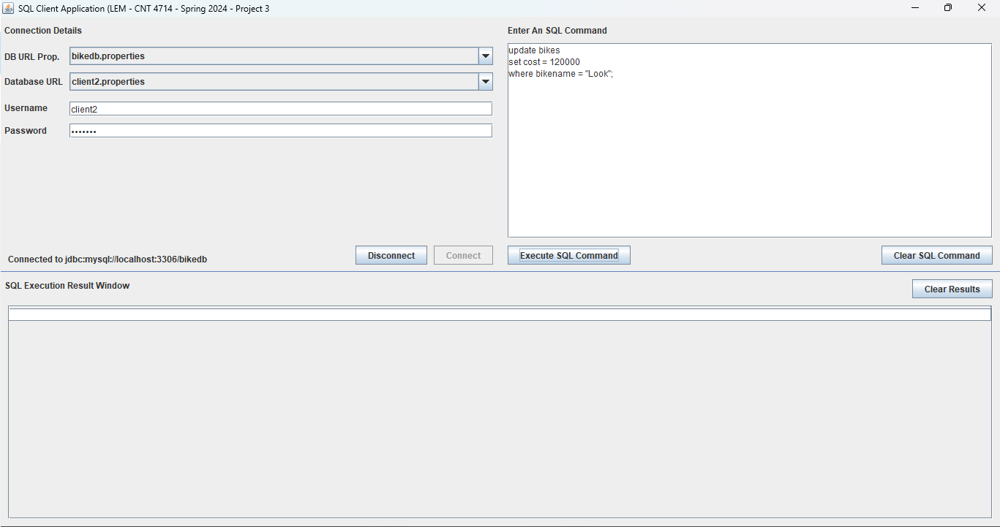 SQL Client Application (LEM - CNT 4714 - Spring 2024 - Project 3
Connection Details
DB URL Prop.
bikedb.properties
Database URL
client2.properties
Username
client2
Password
•••••••
Connected to jdbc:mysql://localhost:3306/bikedb
Disconnect
Connect
Enter An SQL Command
update bikes
set cost = 120000
where bikename = "Look";
Execute SQL Command
Clear SQL Command
SQL Execution Result Window
Clear Results